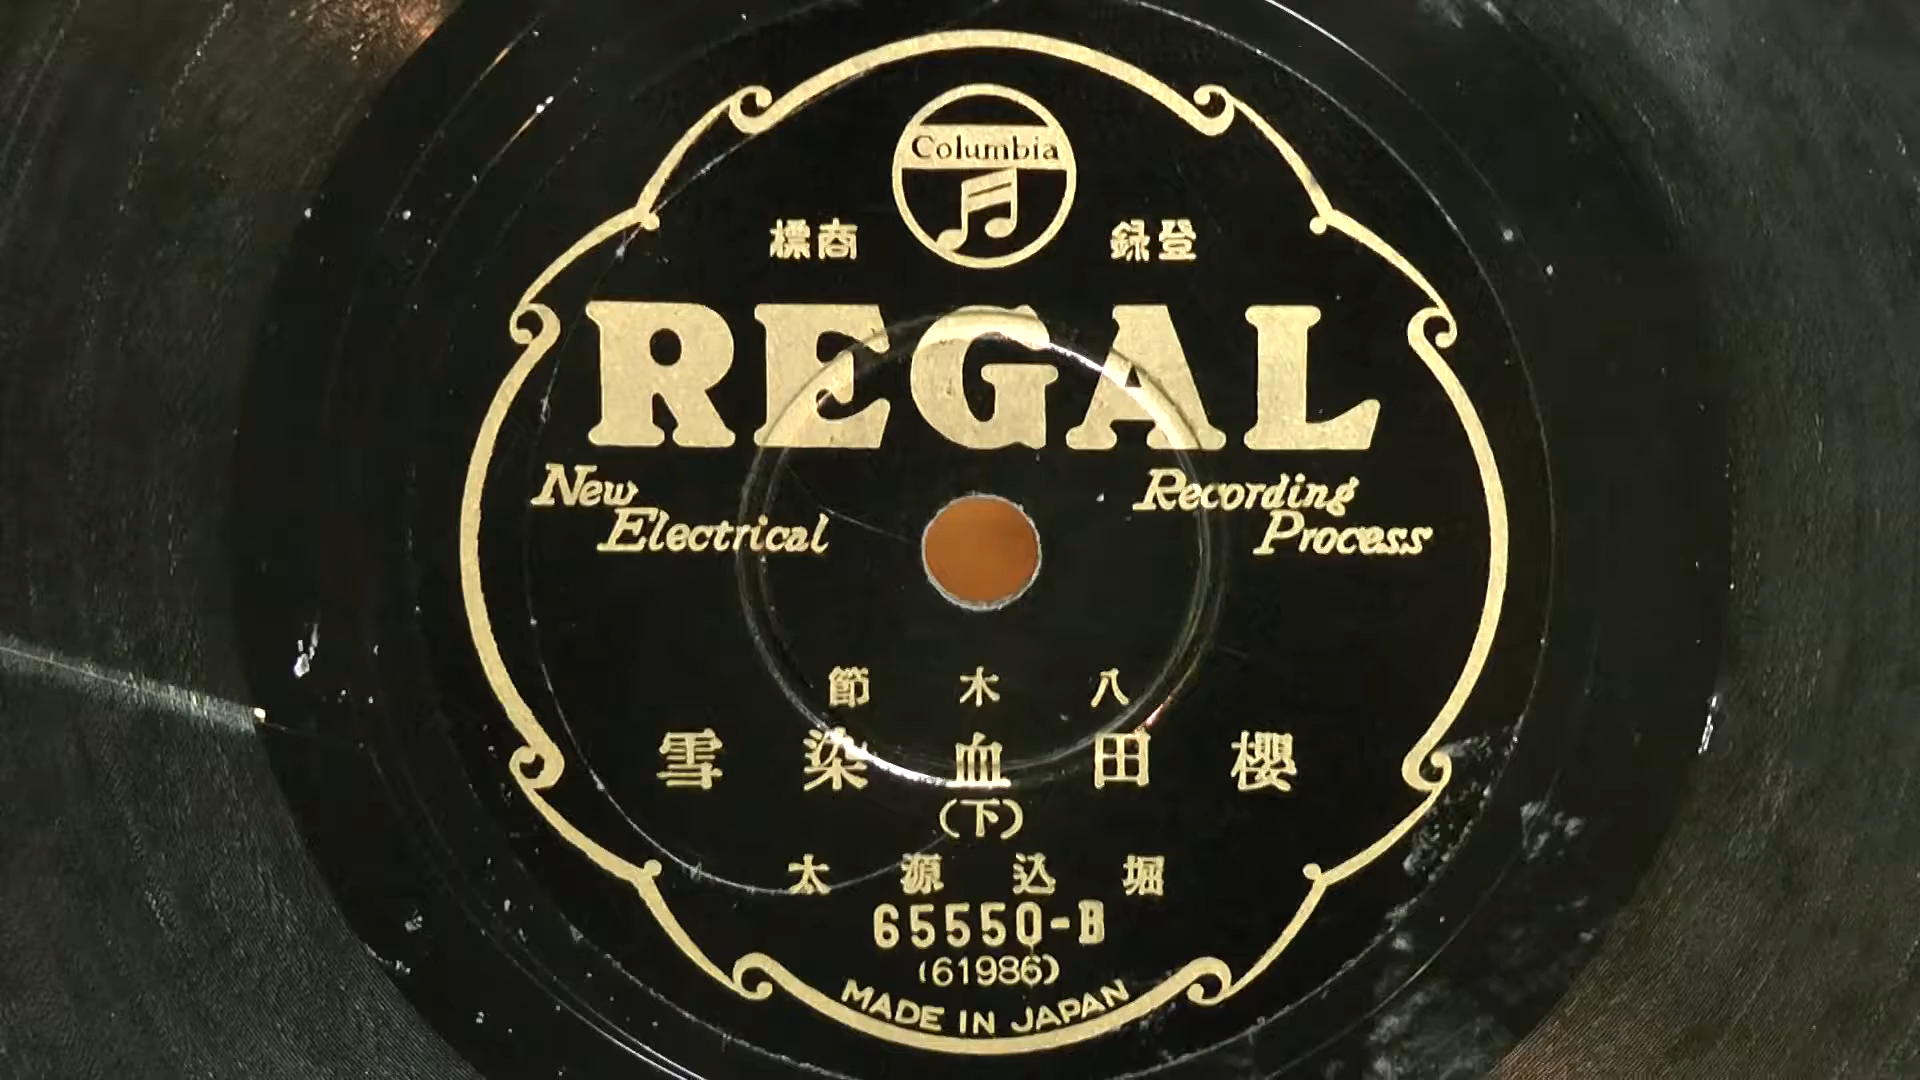 Columbia
登録 商標
REGAL
New Electrical
Recording Process
八木節
櫻田血染雪
(下)
堀込源太
65550-B
(61986)
MADE IN JAPAN